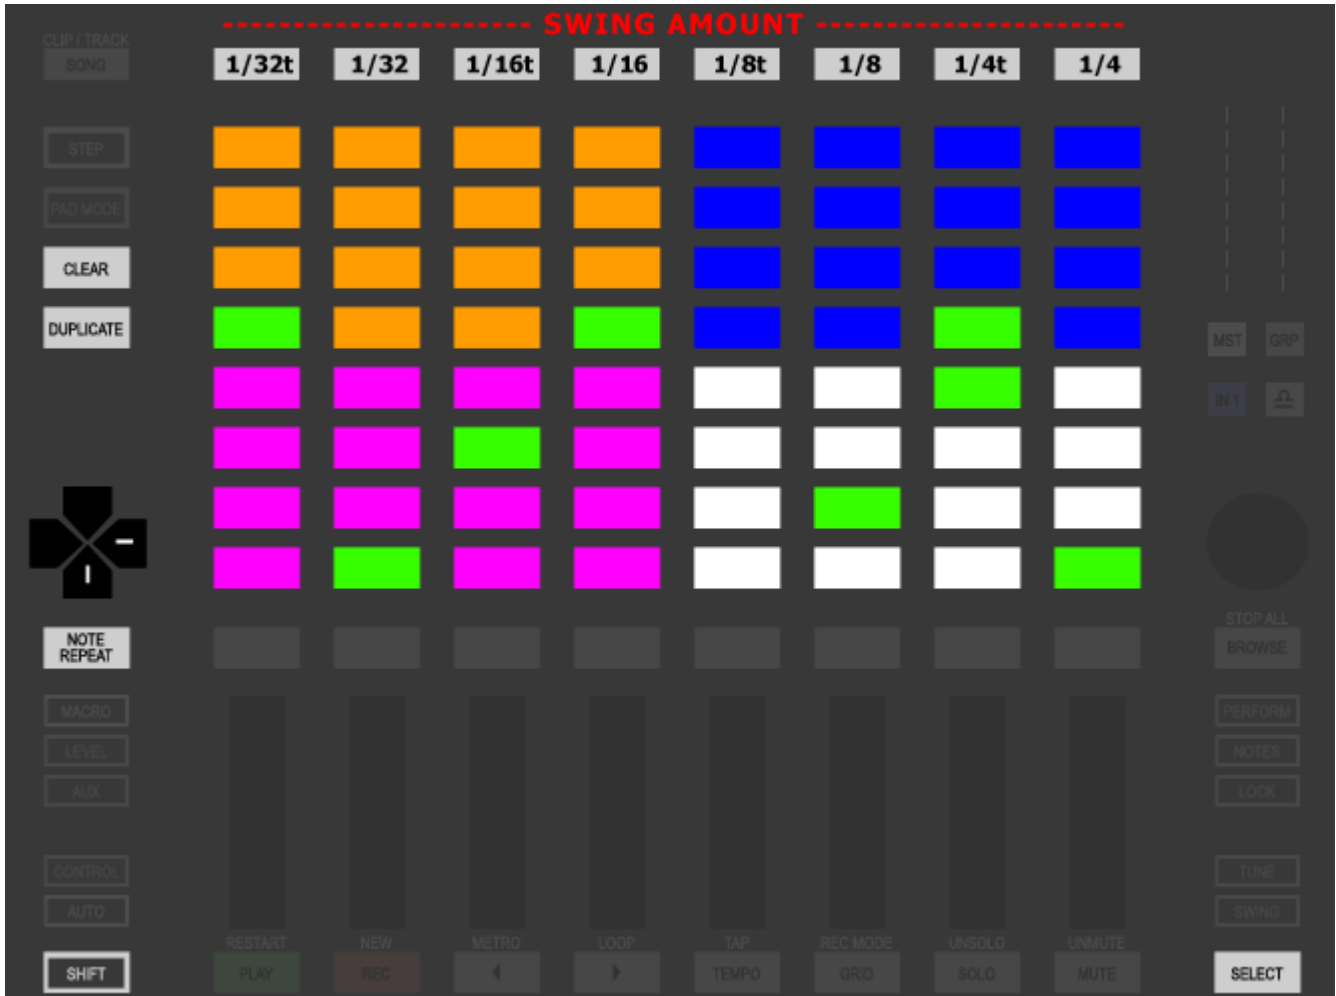 ---------------------- SWING AMOUNT ----------------------
CLIP / TRACK
SONG
1/32t 1/32 1/16t 1/16 1/8t 1/8 1/4t 1/4
STEP
PAD MODE
CLEAR
DUPLICATE
MST GRP
IN 1
NOTE
REPEAT
STOP ALL
BROWSE
MACRO
PERFORM
LEVEL
NOTES
AUX
LOCK
CONTROL
TUNE
AUTO
SWING
RESTART NEW METRO LOOP TAP REC MODE UNSOLO UNMUTE
SHIFT PLAY REC TEMPO GRID SOLO MUTE SELECT